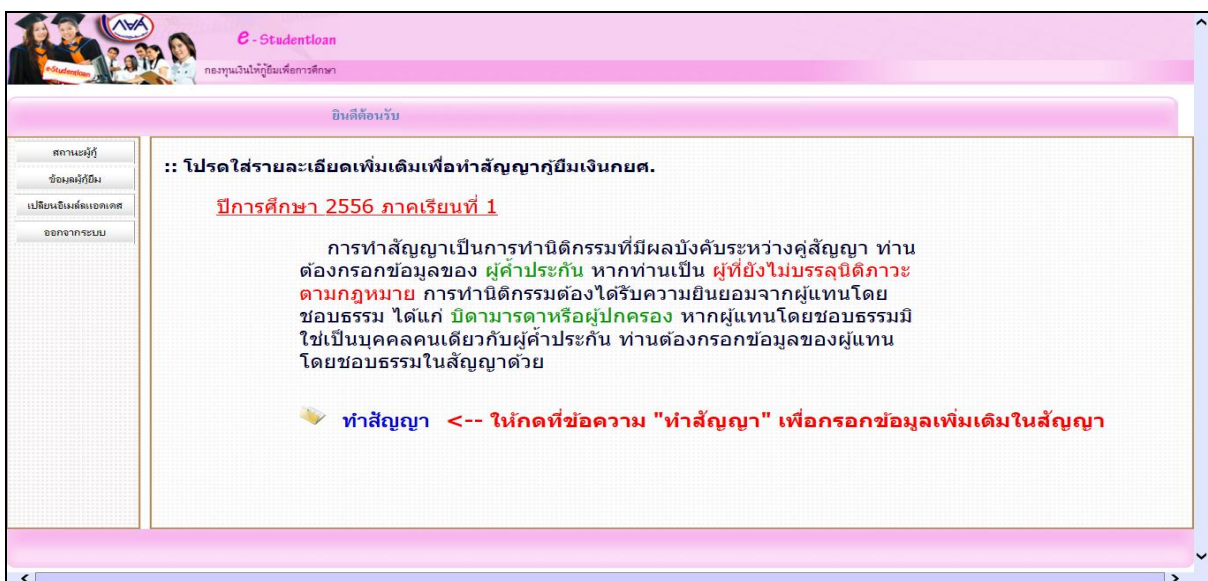 e - Studentloan
กองทุนเงินให้กู้ยืมเพื่อการศึกษา
e-Studentloan
ยินดีต้อนรับ
สถานะผู้กู้
ข้อมูลผู้กู้ยืม
เปลี่ยนอีเมล์แอดเดรส
ออกจากระบบ
:: โปรดใส่รายละเอียดเพิ่มเติมเพื่อทำสัญญากู้ยืมเงินกยศ.
ปีการศึกษา 2556 ภาคเรียนที่ 1
การทำสัญญาเป็นการทำนิติกรรมที่มีผลบังคับระหว่างคู่สัญญา ท่าน
ต้องกรอกข้อมูลของ ผู้ค้ำประกัน หากท่านเป็น ผู้ที่ยังไม่บรรลุนิติภาวะ
ตามกฎหมาย การทำนิติกรรมต้องได้รับความยินยอมจากผู้แทนโดย
ชอบธรรม ได้แก่ บิดามารดาหรือผู้ปกครอง หากผู้แทนโดยชอบธรรมมิ
ใช่เป็นบุคคลคนเดียวกับผู้ค้ำประกัน ท่านต้องกรอกข้อมูลของผู้แทน
โดยชอบธรรมในสัญญาด้วย
ทำสัญญา <-- ให้กดที่ข้อความ "ทำสัญญา" เพื่อกรอกข้อมูลเพิ่มเติมในสัญญา